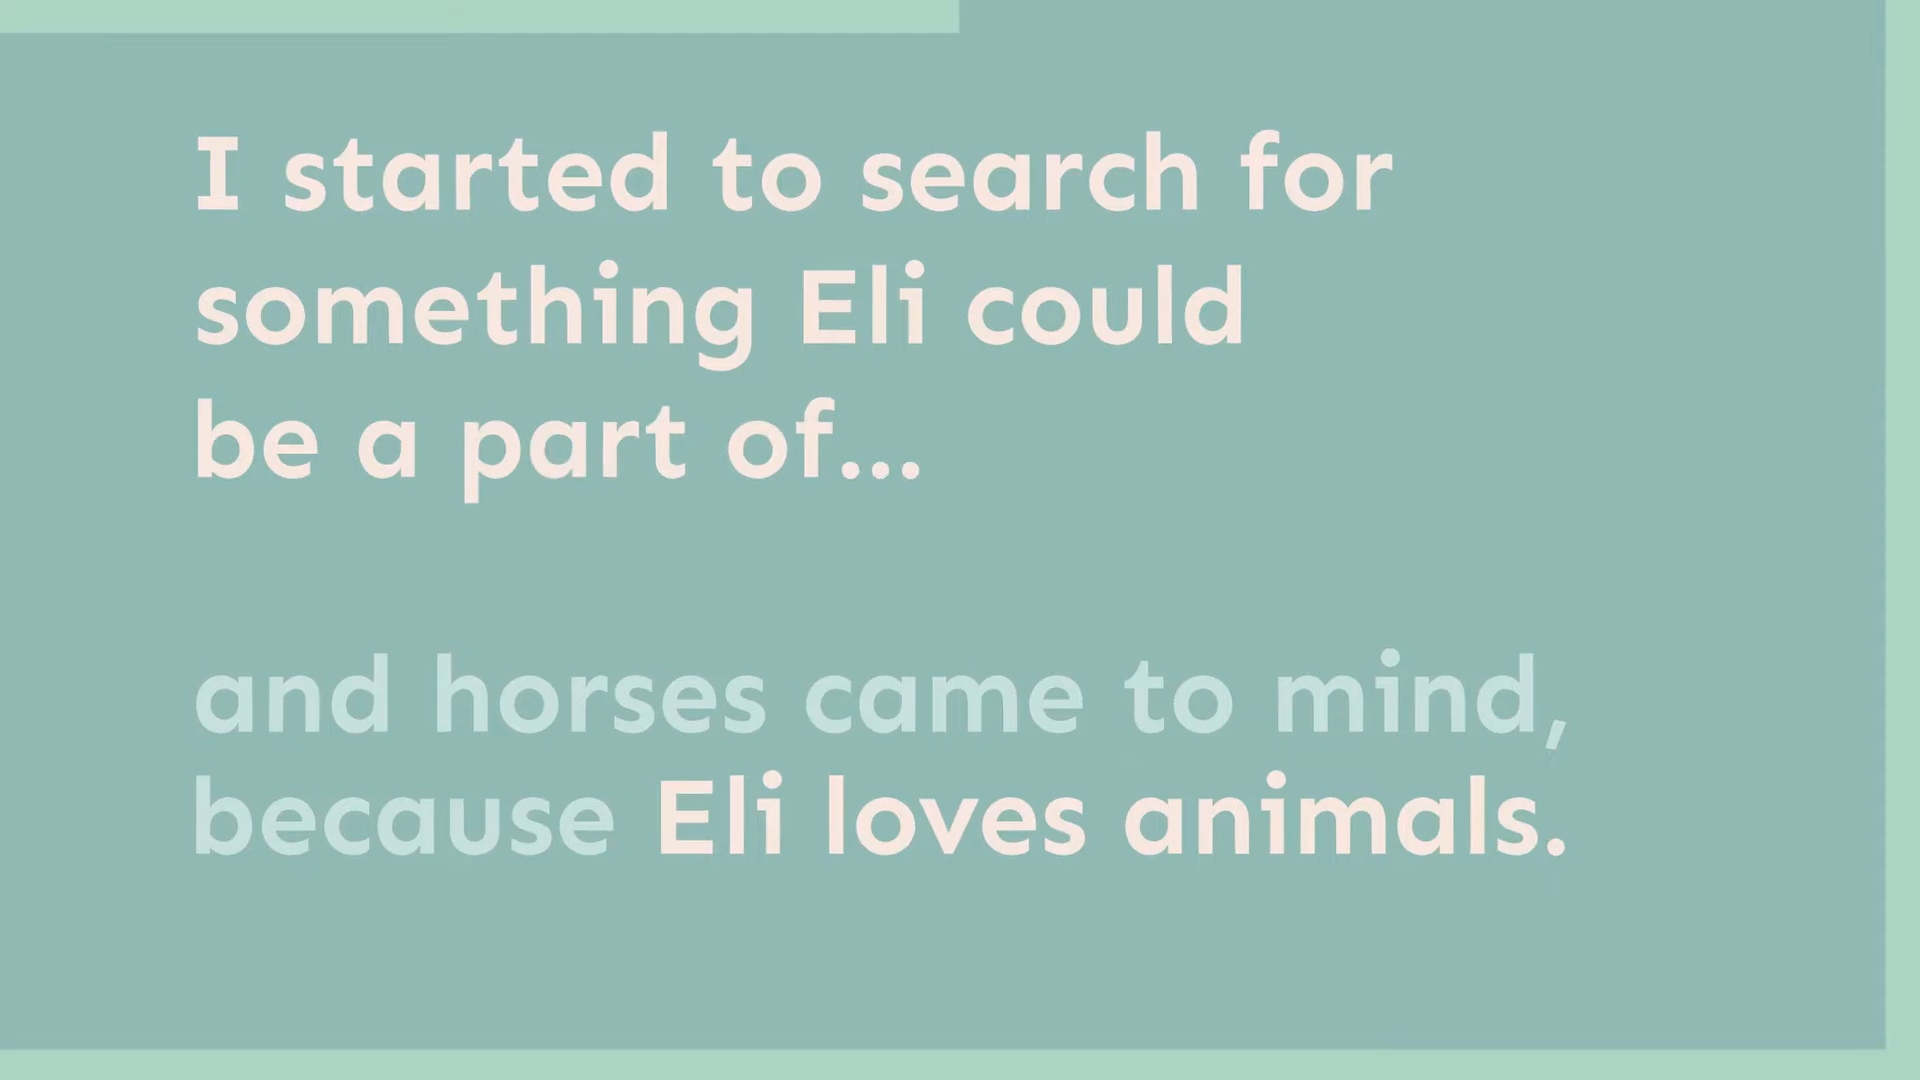 I started to search for
something Eli could
be a part of...
and horses came to mind,
because Eli loves animals.